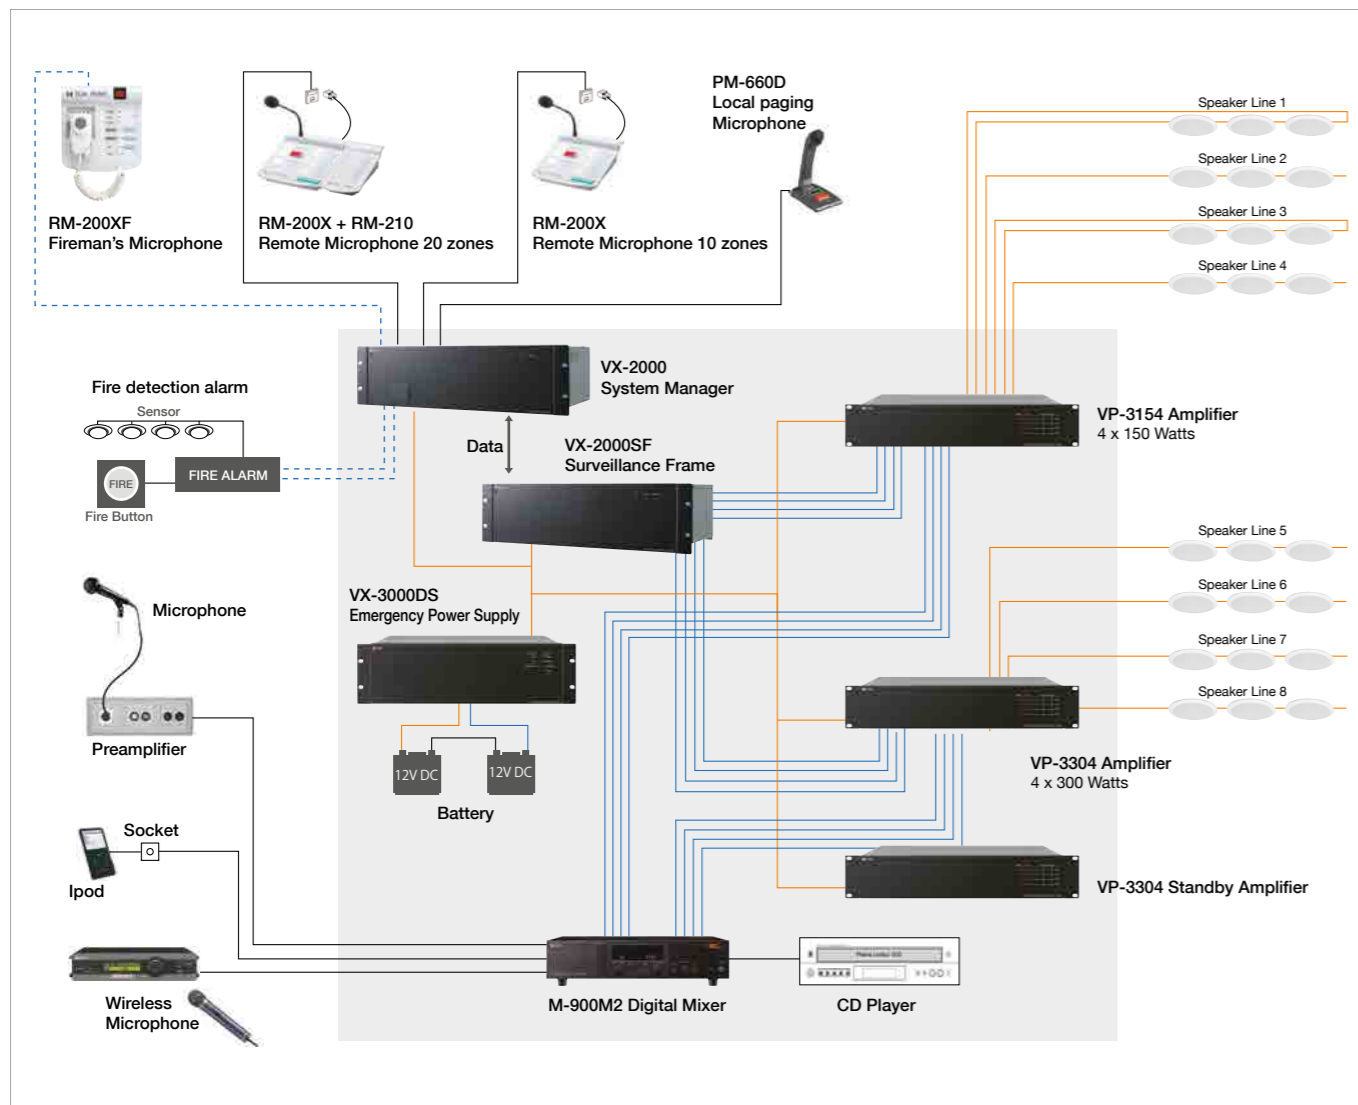 PM-660D
Local paging
Microphone
RM-200XF
Fireman's Microphone
RM-200X + RM-210
Remote Microphone 20 zones
RM-200X
Remote Microphone 10 zones
Speaker Line 1
Speaker Line 2
Speaker Line 3
Speaker Line 4
VX-2000
System Manager
Data
VX-2000SF
Surveillance Frame
VP-3154 Amplifier
4 x 150 Watts
Fire detection alarm
Sensor
FIRE ALARM
FIRE
Fire Button
Speaker Line 5
Speaker Line 6
Speaker Line 7
Speaker Line 8
VX-3000DS
Emergency Power Supply
Microphone
Preamplifier
12V DC
12V DC
Battery
VP-3304 Amplifier
4 x 300 Watts
Socket
Ipod
VP-3304 Standby Amplifier
Wireless
Microphone
M-900M2 Digital Mixer
CD Player